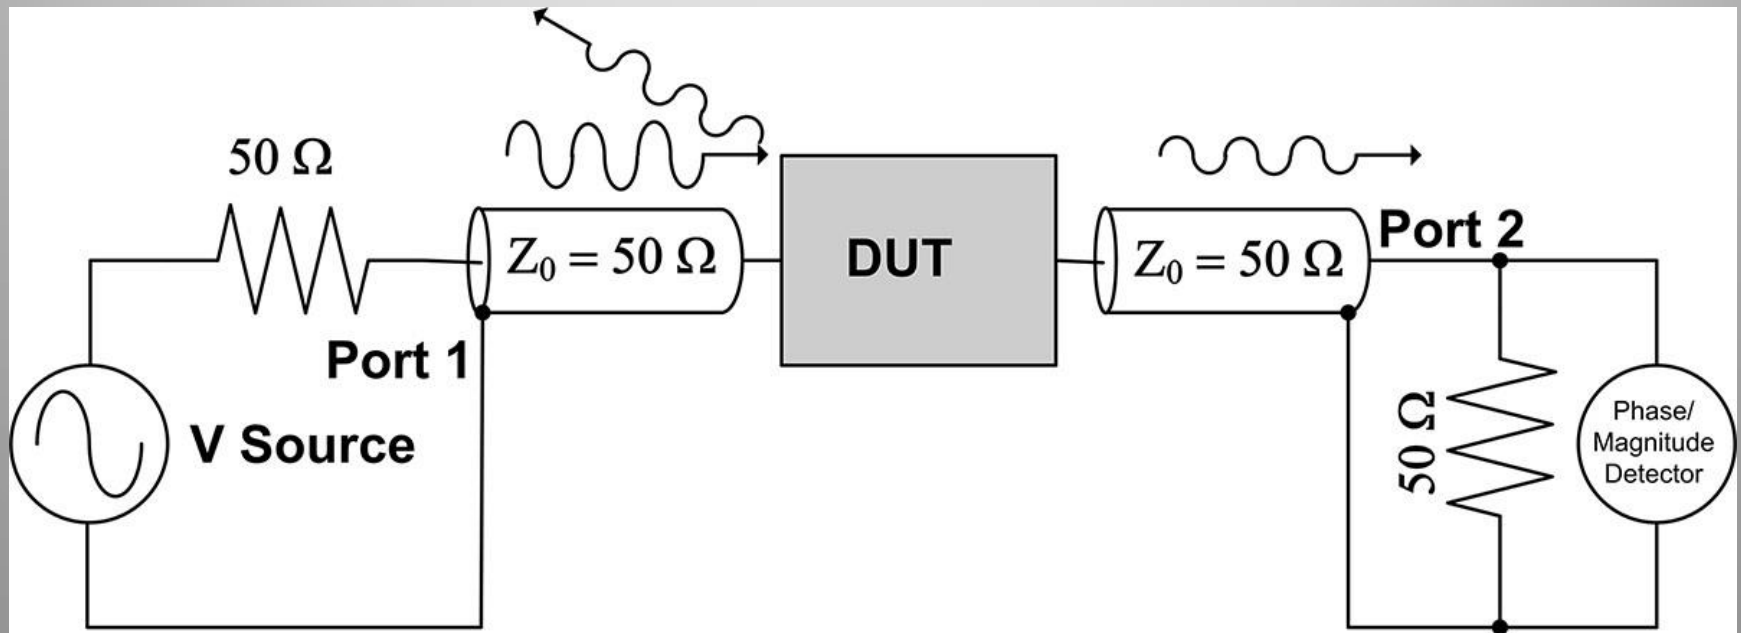 50 Ω
Port 1
V Source
Z₀ = 50 Ω
DUT
Z₀ = 50 Ω
Port 2
50 Ω
Phase/
Magnitude
Detector